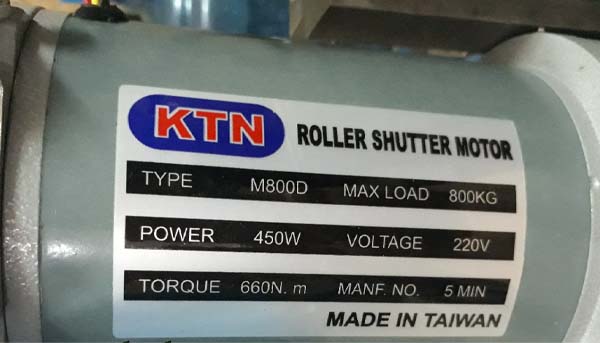 KTN ROLLER SHUTTER MOTOR
TYPE M800D MAX LOAD 800KG
POWER 450W VOLTAGE 220V
TORQUE 660N. m MANF. NO. 5 MIN
MADE IN TAIWAN